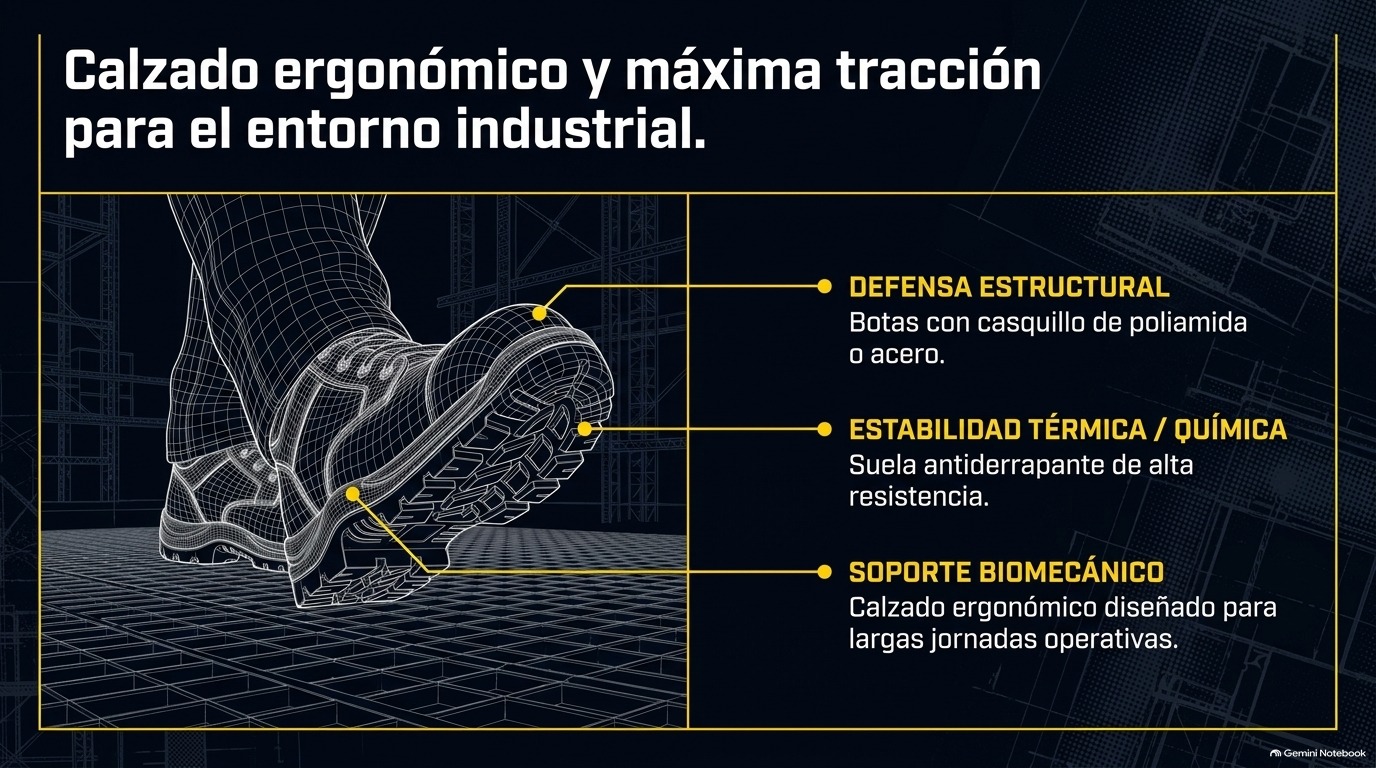 Calzado ergonómico y máxima tracción
para el entorno industrial.
DEFENSA ESTRUCTURAL
Botas con casquillo de poliamida
o acero.
ESTABILIDAD TÉRMICA / QUÍMICA
Suela antiderrapante de alta
resistencia.
SOPORTE BIOMECÁNICO
Calzado ergonómico diseñado para
largas jornadas operativas.
Gemini Notebook